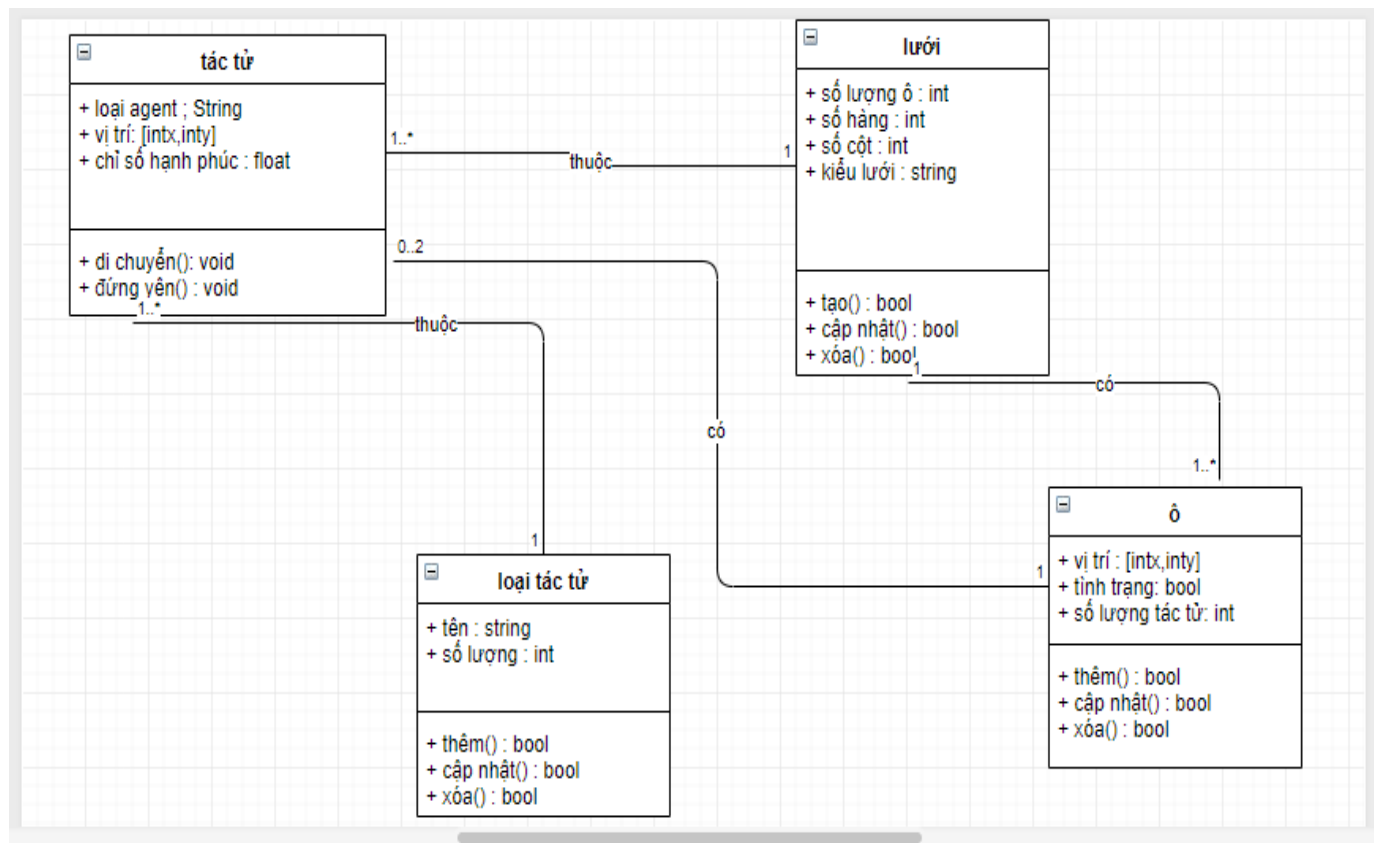 tác tử
+ loại agent ; String
+ vị trí: [intx,inty]
+ chỉ số hạnh phúc : float
+ di chuyển(): void
+ đứng yên() : void
1..*
thuộc
1
lưới
+ số lượng ô : int
+ số hàng : int
+ số cột : int
+ kiểu lưới : string
+ tạo() : bool
+ cập nhật() : bool
+ xóa() : bool
0..2
có
1
1..*
thuộc
1
1
có
1..*
loại tác tử
+ tên : string
+ số lượng : int
+ thêm() : bool
+ cập nhật() : bool
+ xóa() : bool
ô
+ vị trí : [intx,inty]
+ tình trạng: bool
+ số lượng tác tử: int
+ thêm() : bool
+ cập nhật() : bool
+ xóa() : bool